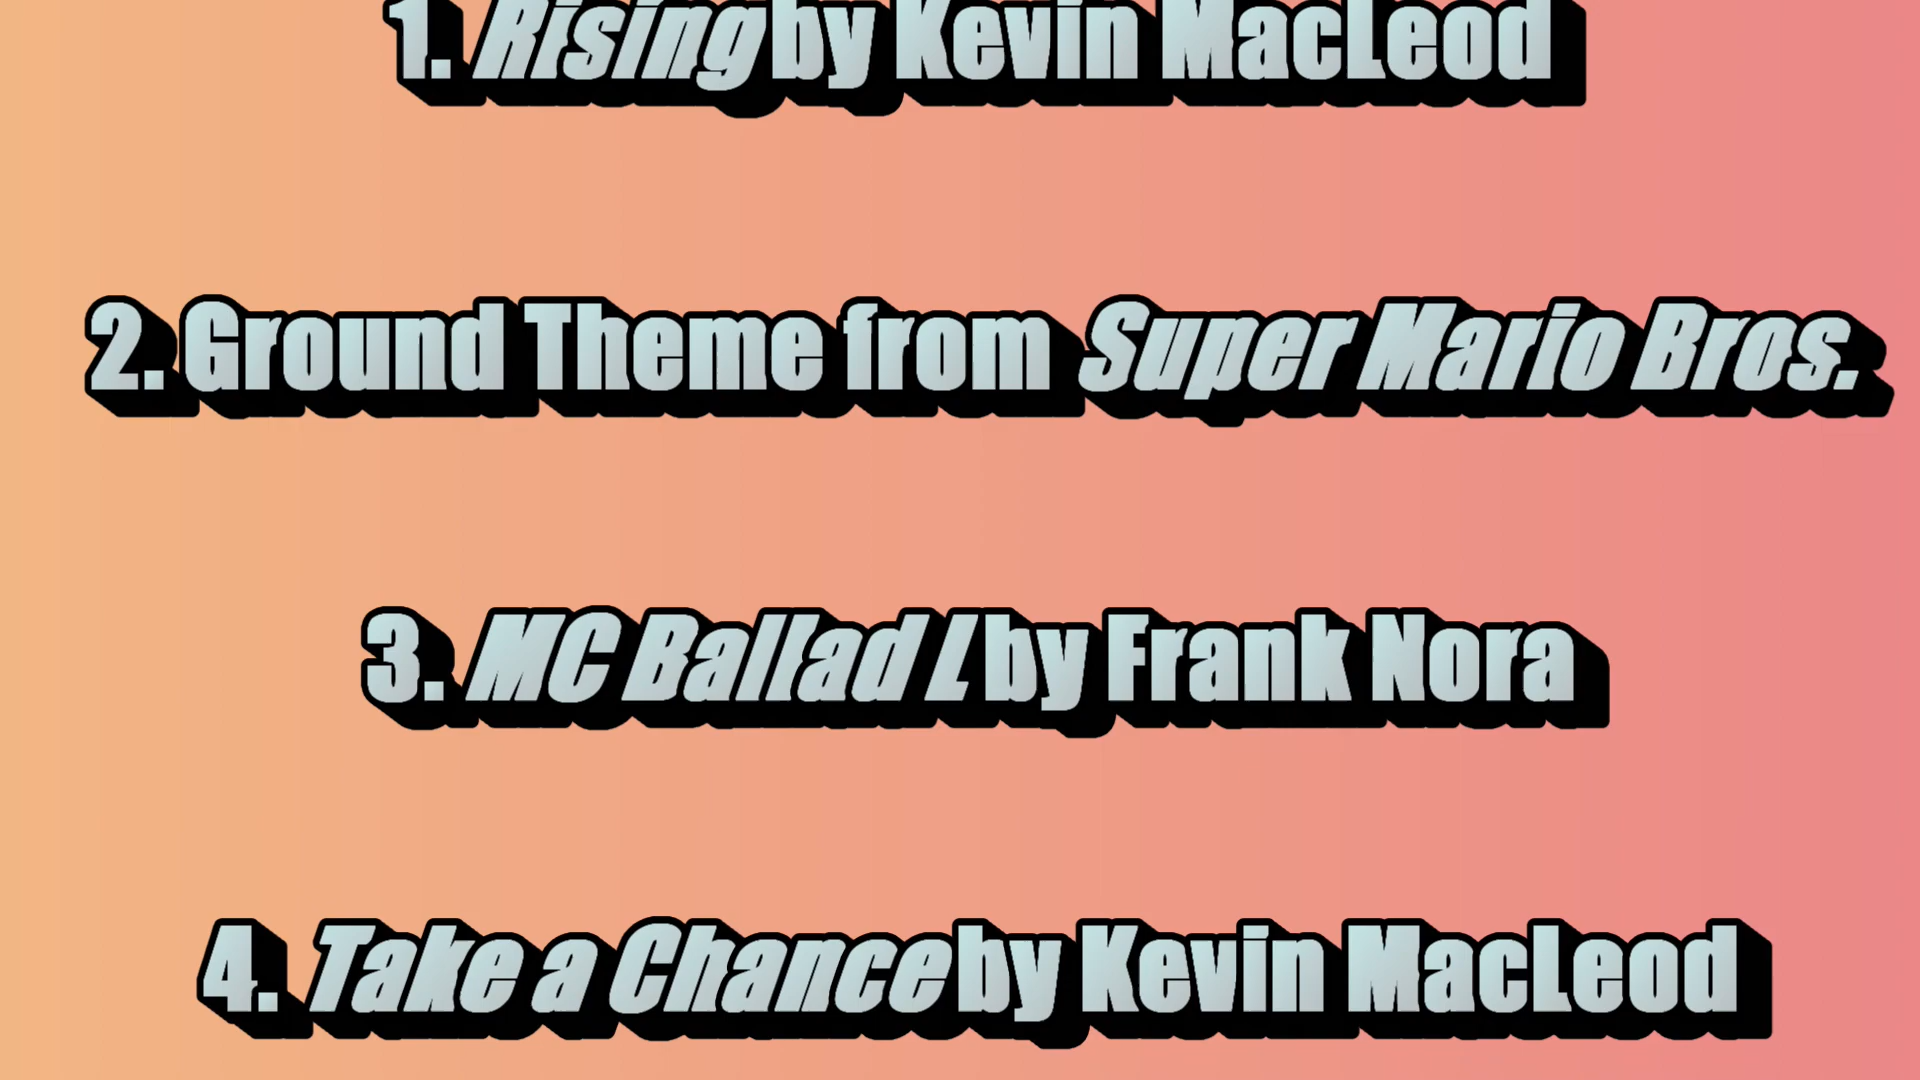 1. Rising by Kevin MacLeod
2. Ground Theme from Super Mario Bros.
3. MC Ballad L by Frank Nora
4. Take a Chance by Kevin MacLeod